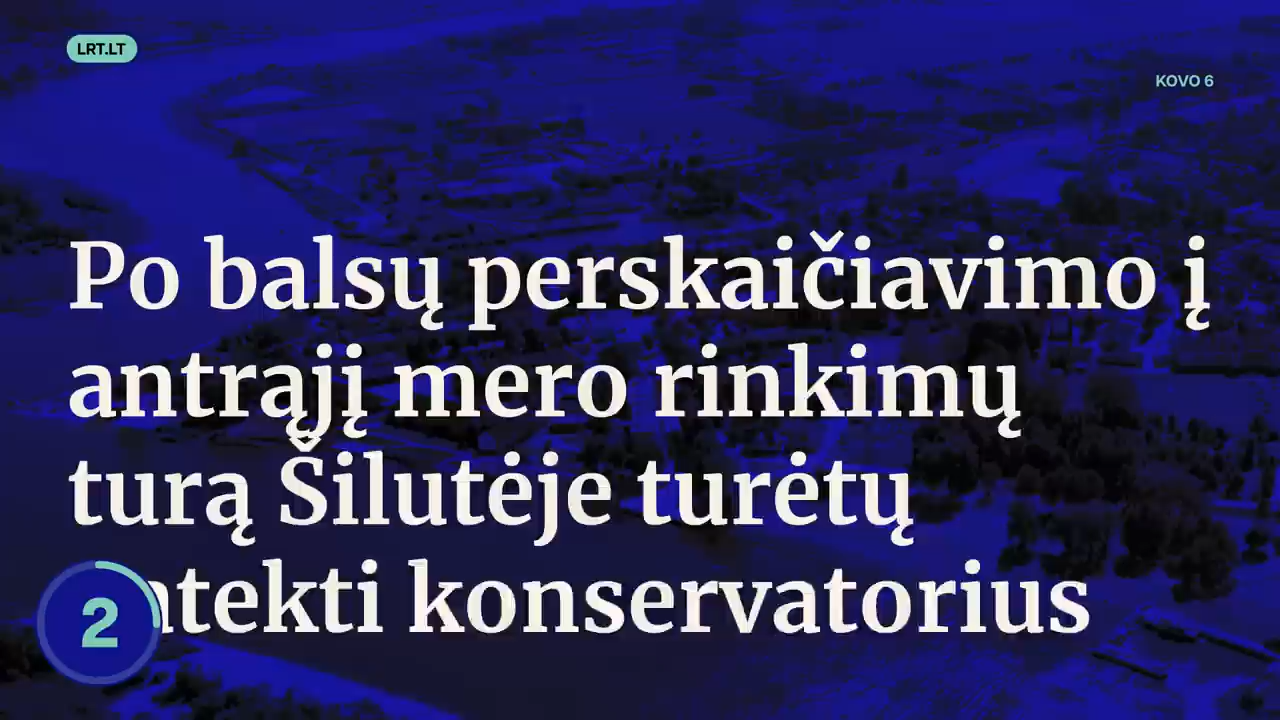 LRT.LT
KOVO 6
Po balsų perskaičiavimo į
antrąjį mero rinkimų
turą Šilutėje turėtų
konservatorius
2